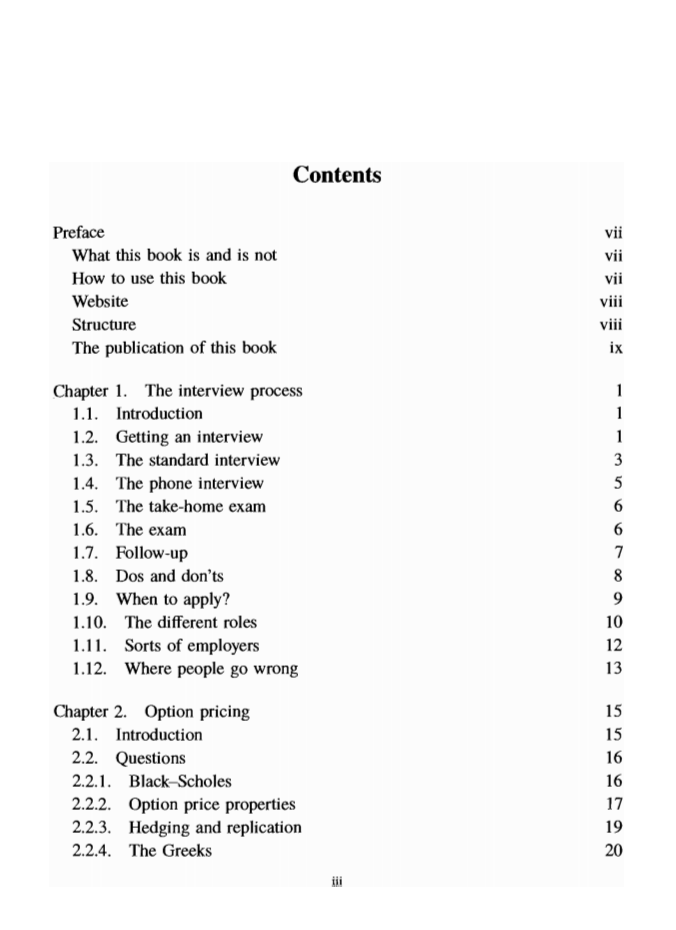 Contents
Preface vii
What this book is and is not vii
How to use this book vii
Website viii
Structure viii
The publication of this book ix
Chapter 1. The interview process 1
1.1. Introduction 1
1.2. Getting an interview 1
1.3. The standard interview 3
1.4. The phone interview 5
1.5. The take-home exam 6
1.6. The exam 6
1.7. Follow-up 7
1.8. Dos and don'ts 8
1.9. When to apply? 9
1.10. The different roles 10
1.11. Sorts of employers 12
1.12. Where people go wrong 13
Chapter 2. Option pricing 15
2.1. Introduction 15
2.2. Questions 16
2.2.1. Black–Scholes 16
2.2.2. Option price properties 17
2.2.3. Hedging and replication 19
2.2.4. The Greeks 20
iii